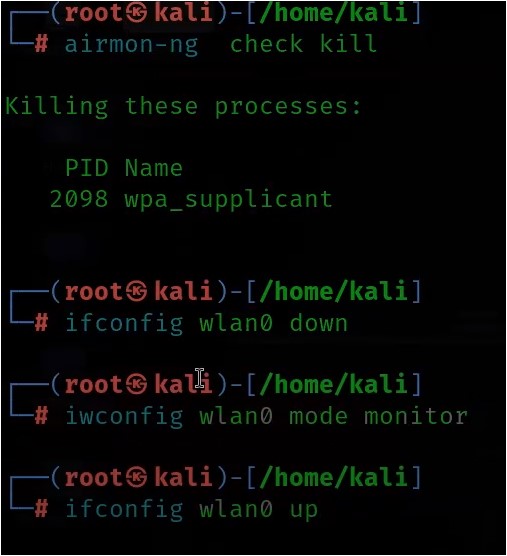 ┌──(root㉿kali)-[/home/kali]
└─# airmon-ng  check kill
Killing these processes:
PID Name
2098 wpa_supplicant
┌──(root㉿kali)-[/home/kali]
└─# ifconfig wlan0 down
┌──(root㉿kali)-[/home/kali]
└─# iwconfig wlan0 mode monitor
┌──(root㉿kali)-[/home/kali]
└─# ifconfig wlan0 up